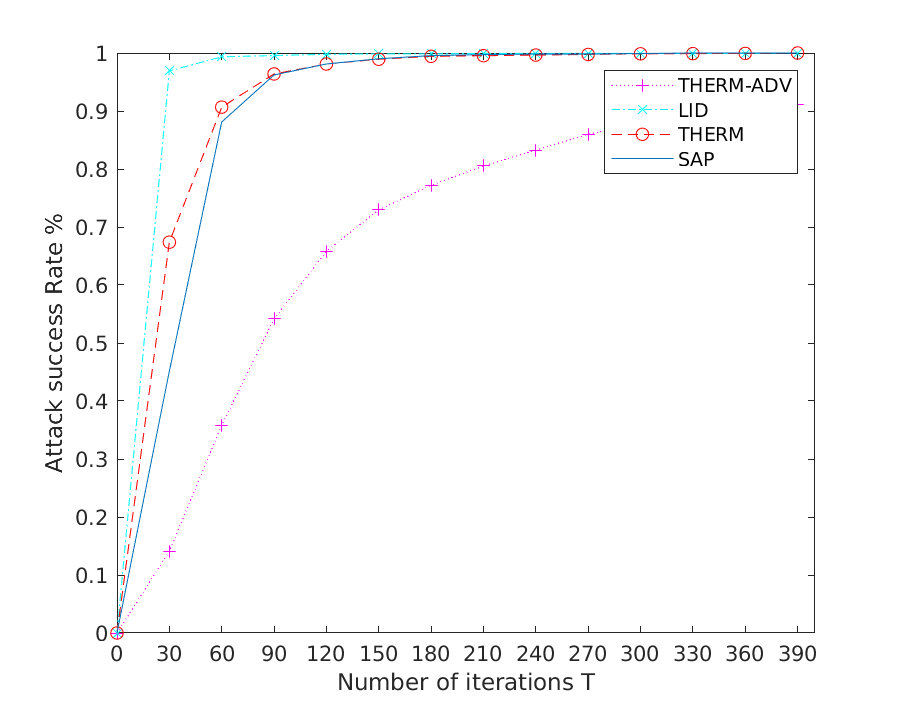 1
0.9
0.8
0.7
0.6
0.5
0.4
0.3
0.2
0.1
0
Attack success Rate %
THERM-ADV
LID
THERM
SAP
0 30 60 90 120 150 180 210 240 270 300 330 360 390
Number of iterations T